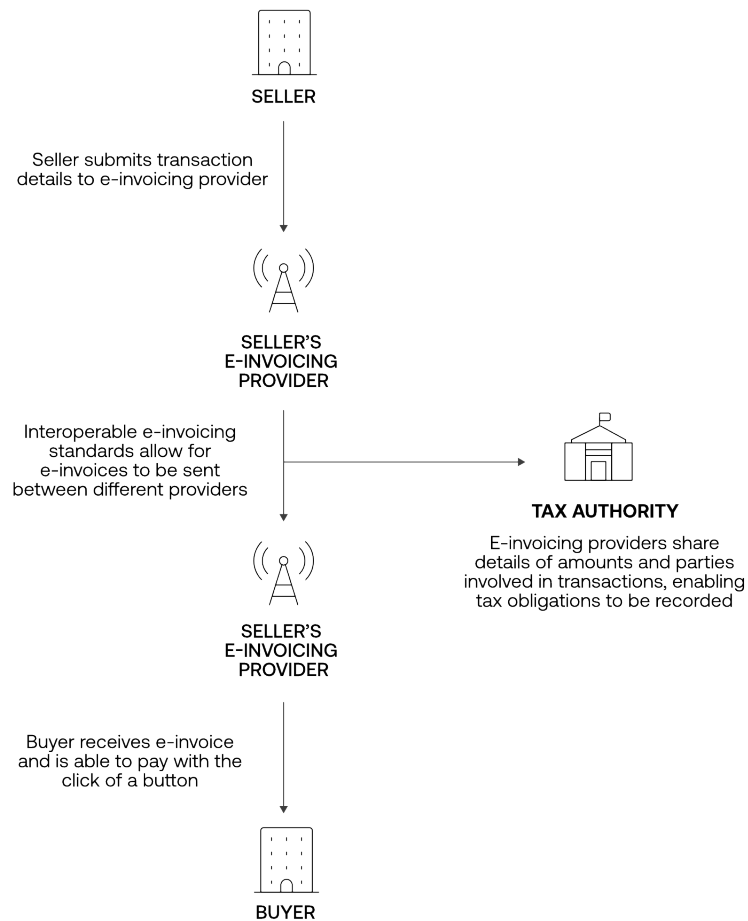 SELLER
Seller submits transaction
details to e-invoicing provider
SELLER’S
E-INVOICING
PROVIDER
Interoperable e-invoicing
standards allow for
e-invoices to be sent
between different providers
TAX AUTHORITY
E-invoicing providers share
details of amounts and parties
involved in transactions, enabling
tax obligations to be recorded
SELLER’S
E-INVOICING
PROVIDER
Buyer receives e-invoice
and is able to pay with the
click of a button
BUYER